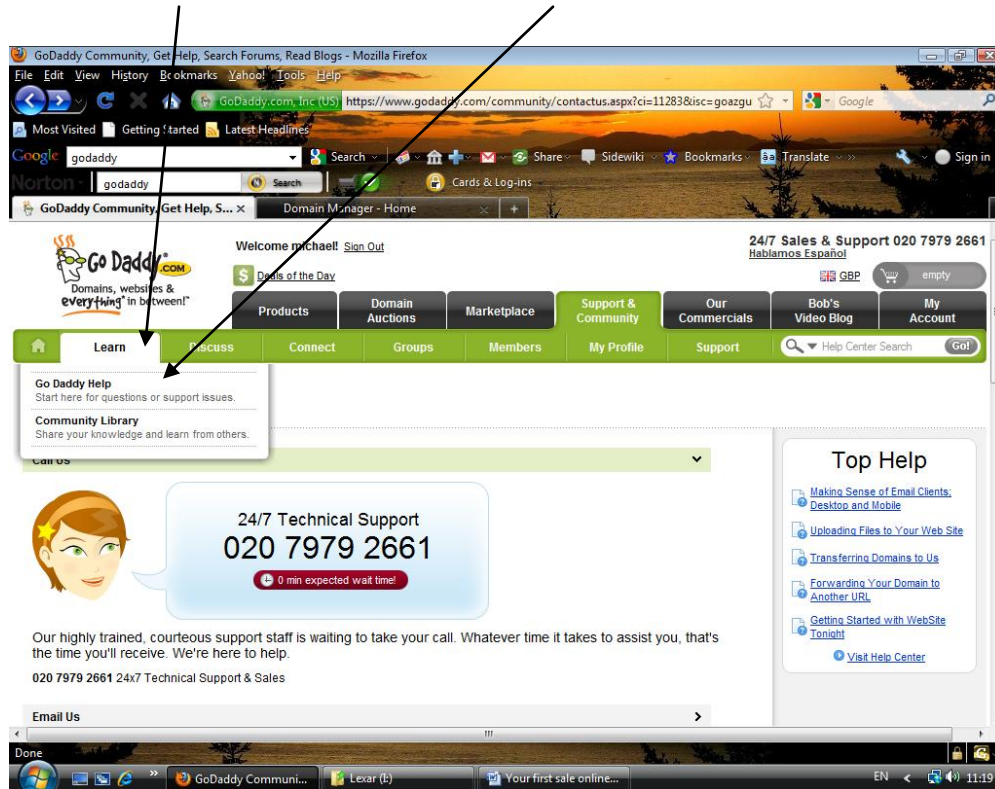 GoDaddy Community, Get Help, Search Forums, Read Blogs - Mozilla Firefox
File Edit View History Bookmarks Yahoo! Tools Help
GoDaddy.com, Inc (US) https://www.godaddy.com/community/contactus.aspx?ci=11283&isc=goazgu Google
Most Visited Getting Started Latest Headlines
Google godaddy Search Share Sidewiki Bookmarks Translate Sign in
Norton godaddy Search Cards & Log-ins
GoDaddy Community, Get Help, S... Domain Manager - Home
Go Daddy.COM
Domains, websites &
everything* in between!™
Welcome michael! Sign Out
Deals of the Day
24/7 Sales & Support 020 7979 2661
Hablamos Español
GBP empty
Products Domain Auctions Marketplace Support & Community Our Commercials Bob's Video Blog My Account
Learn Discuss Connect Groups Members My Profile Support Help Center Search Go!
Go Daddy Help
Start here for questions or support issues.
Community Library
Share your knowledge and learn from others.
Call Us
24/7 Technical Support
020 7979 2661
0 min expected wait time!
Our highly trained, courteous support staff is waiting to take your call. Whatever time it takes to assist you, that's
the time you'll receive. We're here to help.
020 7979 2661 24x7 Technical Support & Sales
Email Us
Top Help
Making Sense of Email Clients:
Desktop and Mobile
Uploading Files to Your Web Site
Transferring Domains to Us
Forwarding Your Domain to
Another URL
Getting Started with WebSite
Tonight
Visit Help Center
Done
GoDaddy Communi... Lexar (I:) Your first sale online... EN 11:19